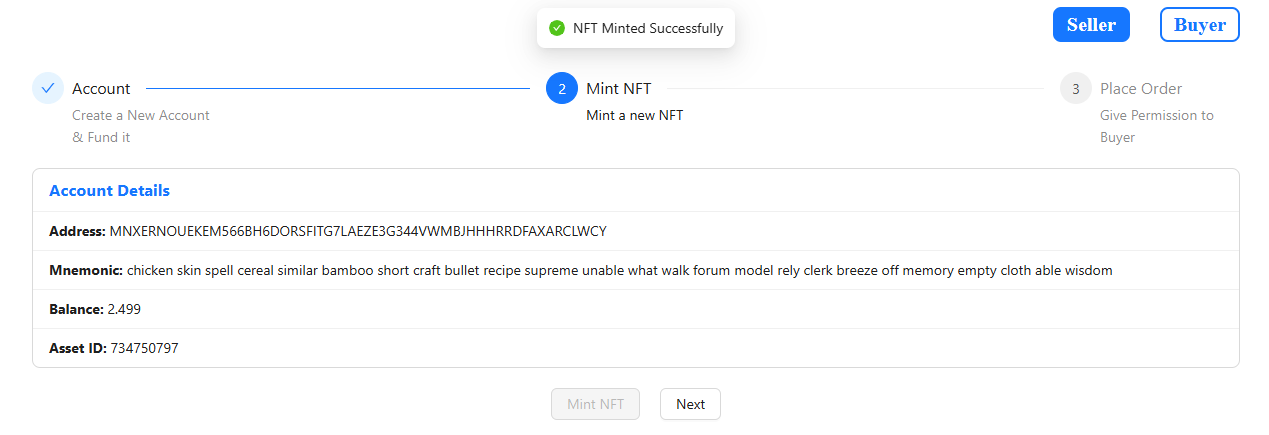 NFT Minted Successfully
Seller
Buyer
Account
Create a New Account
& Fund it
2
Mint NFT
Mint a new NFT
3
Place Order
Give Permission to
Buyer
Account Details
Address: MNXERNOUEKEM566BH6DORSFITG7LAEZE3G344VWMBJHHHRRDFAXARCLWCY
Mnemonic: chicken skin spell cereal similar bamboo short craft bullet recipe supreme unable what walk forum model rely clerk breeze off memory empty cloth able wisdom
Balance: 2.499
Asset ID: 734750797
Mint NFT
Next